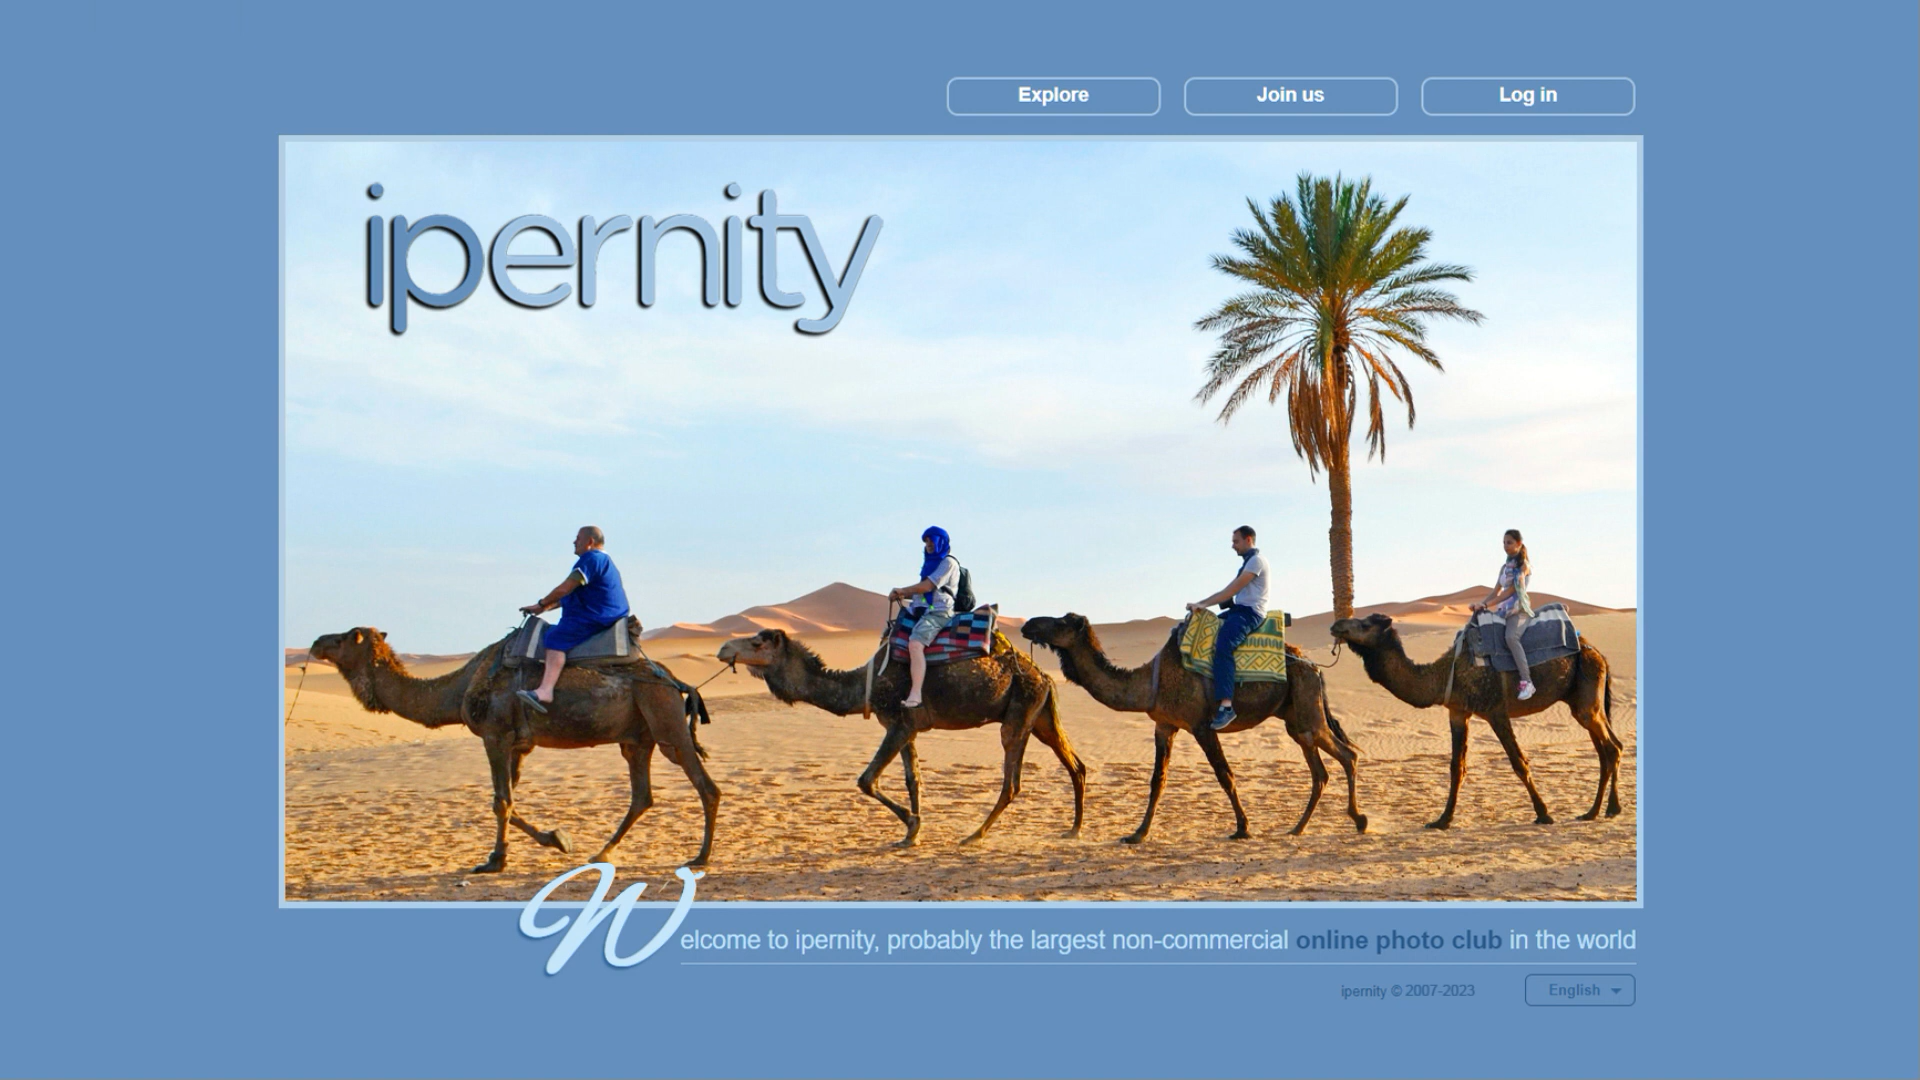 Explore
Join us
Log in
ipernity
Welcome to ipernity, probably the largest non-commercial online photo club in the world
ipernity © 2007-2023
English